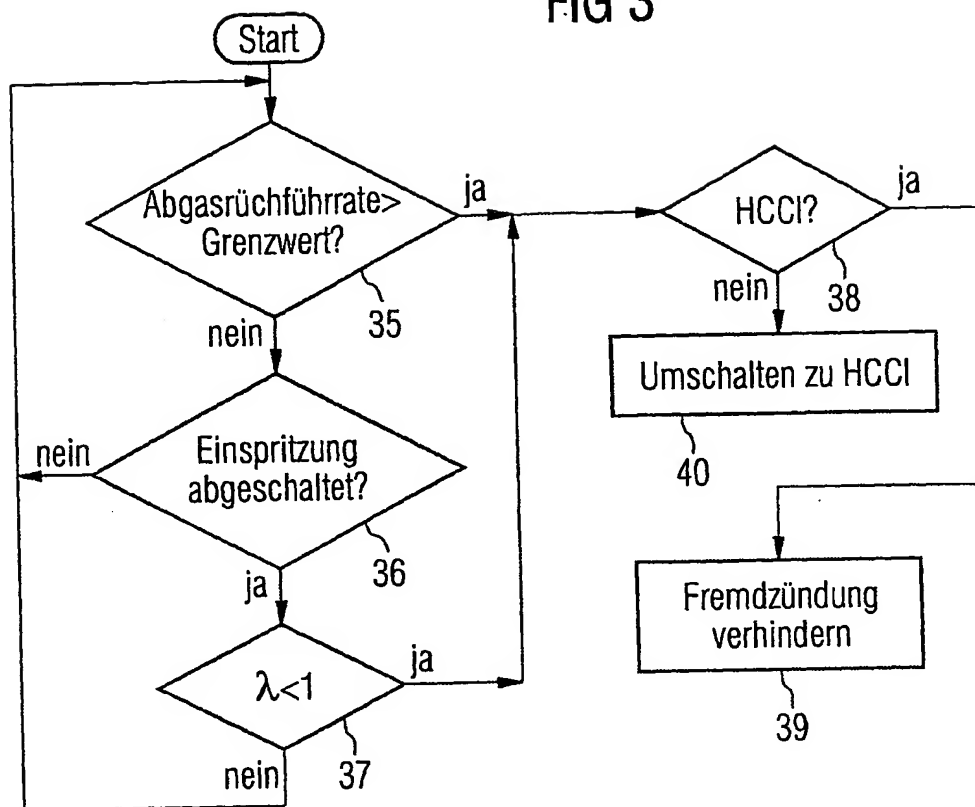 FIG 3
Start
Abgasrüchführrate>
Grenzwert?
ja
35
nein
Einspritzung
abgeschaltet?
nein
36
ja
λ<1
ja
37
nein
HCCI?
ja
38
nein
Umschalten zu HCCI
40
Fremdzündung
verhindern
39